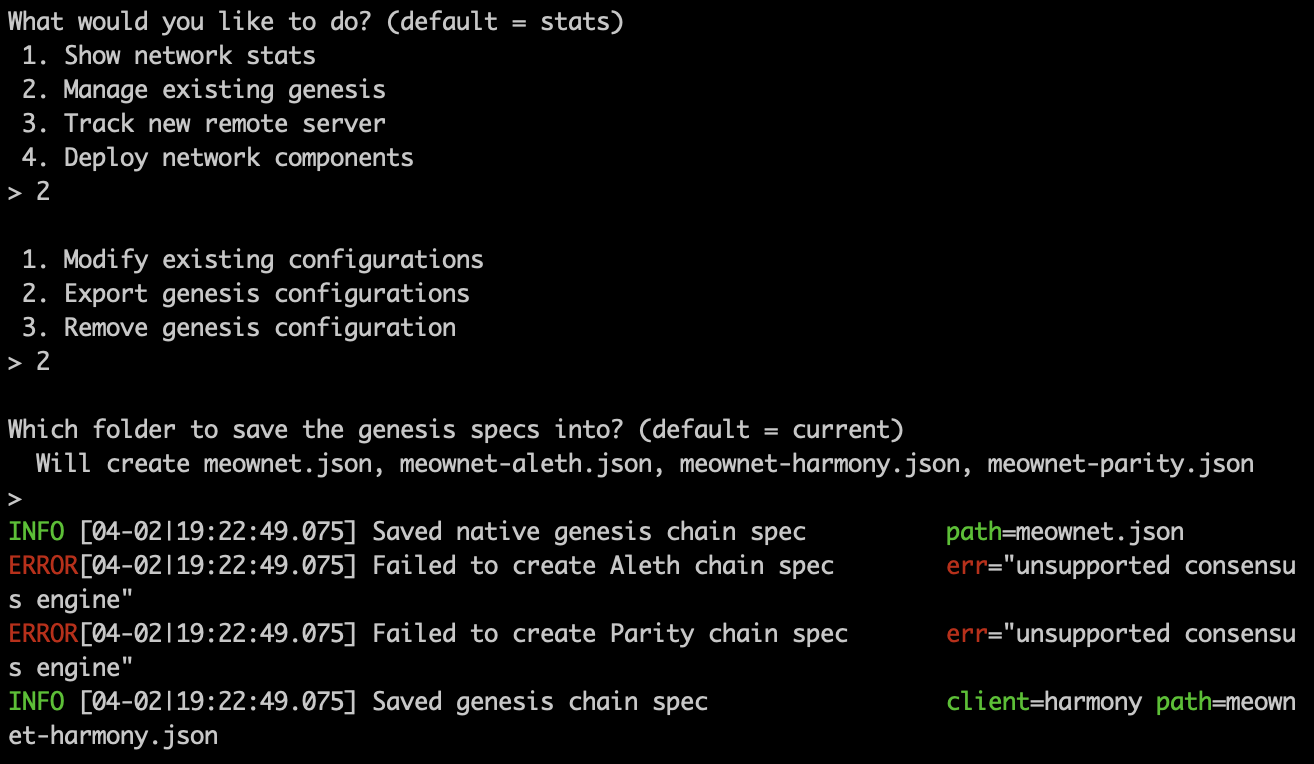 What would you like to do? (default = stats)
 1. Show network stats
 2. Manage existing genesis
 3. Track new remote server
 4. Deploy network components
> 2

 1. Modify existing configurations
 2. Export genesis configurations
 3. Remove genesis configuration
> 2

Which folder to save the genesis specs into? (default = current)
  Will create meownet.json, meownet-aleth.json, meownet-harmony.json, meownet-parity.json
>
INFO [04-02|19:22:49.075] Saved native genesis chain spec          path=meownet.json
ERROR[04-02|19:22:49.075] Failed to create Aleth chain spec        err="unsupported consensu
s engine"
ERROR[04-02|19:22:49.075] Failed to create Parity chain spec       err="unsupported consensu
s engine"
INFO [04-02|19:22:49.075] Saved genesis chain spec                 client=harmony path=meown
et-harmony.json